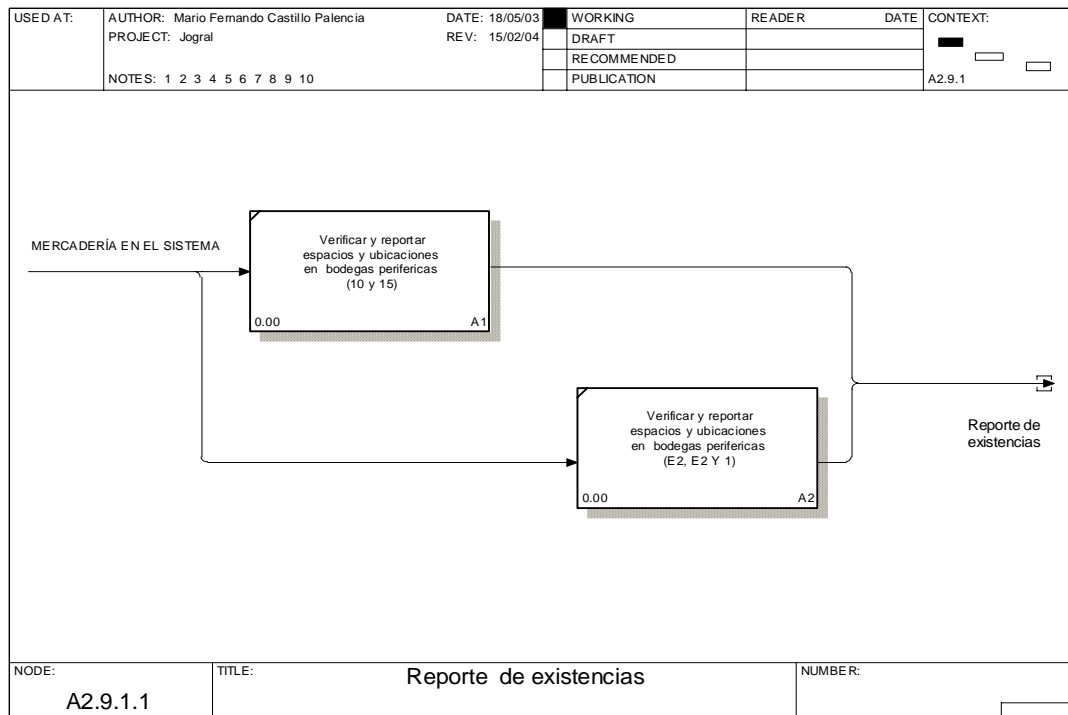 USED AT:
AUTHOR: Mario Fernando Castillo Palencia
DATE: 18/05/03
PROJECT: Jogral
REV: 15/02/04
NOTES: 1 2 3 4 5 6 7 8 9 10
WORKING
DRAFT
RECOMMENDED
PUBLICATION
READER
DATE
CONTEXT:
A2.9.1
MERCADERÍA EN EL SISTEMA
Verificar y reportar
espacios y ubicaciones
en bodegas perifericas
(10 y 15)
0.00
A1
Verificar y reportar
espacios y ubicaciones
en bodegas perifericas
(E2, E2 Y 1)
0.00
A2
Reporte de
existencias
NODE:
A2.9.1.1
TITLE:
Reporte de existencias
NUMBER: